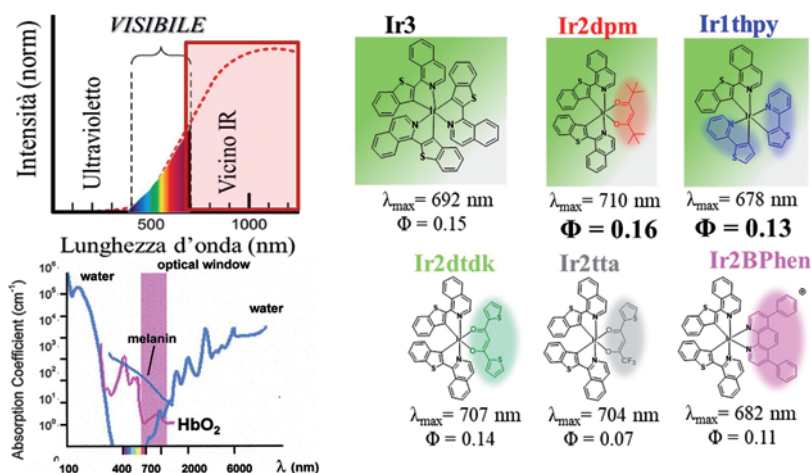 VISIBILE
Intensità (norm)
Ultravioletto
Vicino IR
500
1000
Lunghezza d'onda (nm)
optical window
water
water
melanin
HbO₂
Absorption Coefficient (cm⁻¹)
10⁶
10⁵
10⁴
10³
10²
10¹
10⁰
100
400
700
2000
6000
λ (nm)
Ir3
λmax= 692 nm
Φ = 0.15
Ir2dpm
λmax= 710 nm
Φ = 0.16
Ir1thpy
λmax= 678 nm
Φ = 0.13
Ir2dtdk
λmax= 707 nm
Φ = 0.14
Ir2tta
CF₃
λmax= 704 nm
Φ = 0.07
Ir2BPhen
⊕
λmax= 682 nm
Φ = 0.11